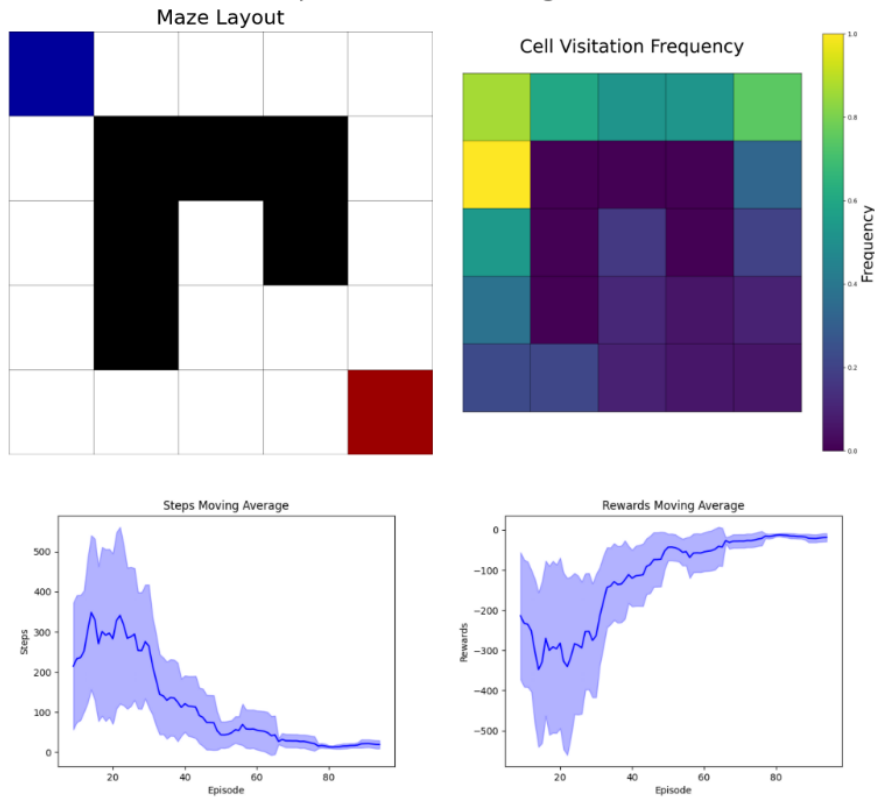 Maze Layout
Cell Visitation Frequency
1.0
0.8
0.6
0.4
0.2
0.0
Frequency
Steps Moving Average
500
400
300
200
100
0
Steps
20
40
60
80
Episode
Rewards Moving Average
0
−100
−200
−300
−400
−500
Rewards
20
40
60
80
Episode